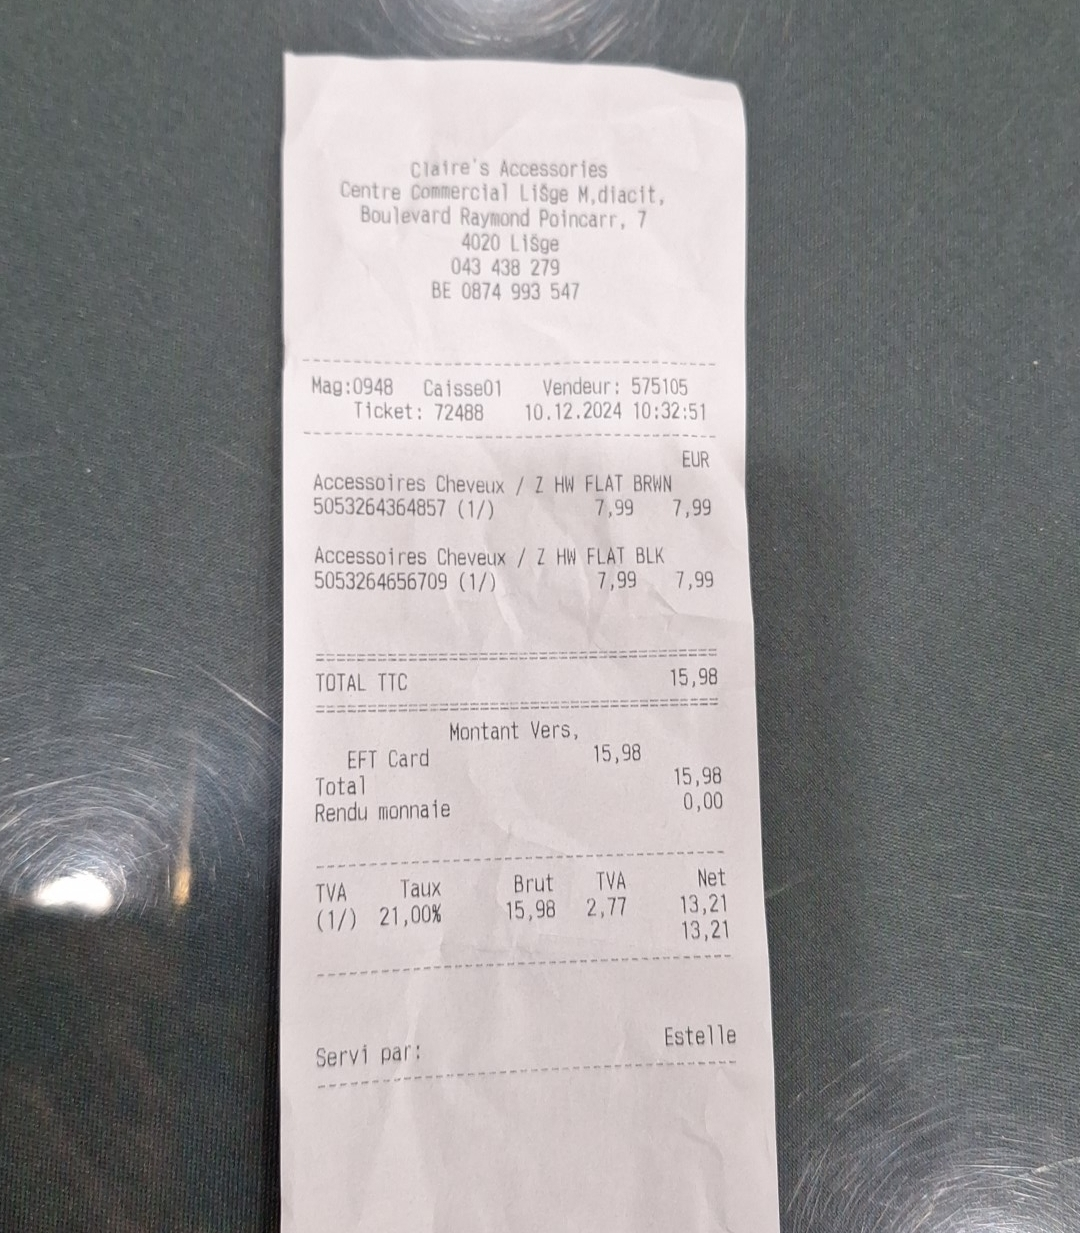 Claire's Accessories
Centre Commercial LiŠge M,diacit,
Boulevard Raymond Poincarr, 7
4020 LiŠge
043 438 279
BE 0874 993 547
Mag:0948 Caisse01 Vendeur: 575105
Ticket: 72488 10.12.2024 10:32:51
EUR
Accessoires Cheveux / Z HW FLAT BRWN
5053264364857 (1/) 7,99 7,99
Accessoires Cheveux / Z HW FLAT BLK
5053264656709 (1/) 7,99 7,99
TOTAL TTC 15,98
Montant Vers,
EFT Card 15,98
Total 15,98
Rendu monnaie 0,00
TVA Taux Brut TVA Net
(1/) 21,00% 15,98 2,77 13,21
13,21
Servi par: Estelle